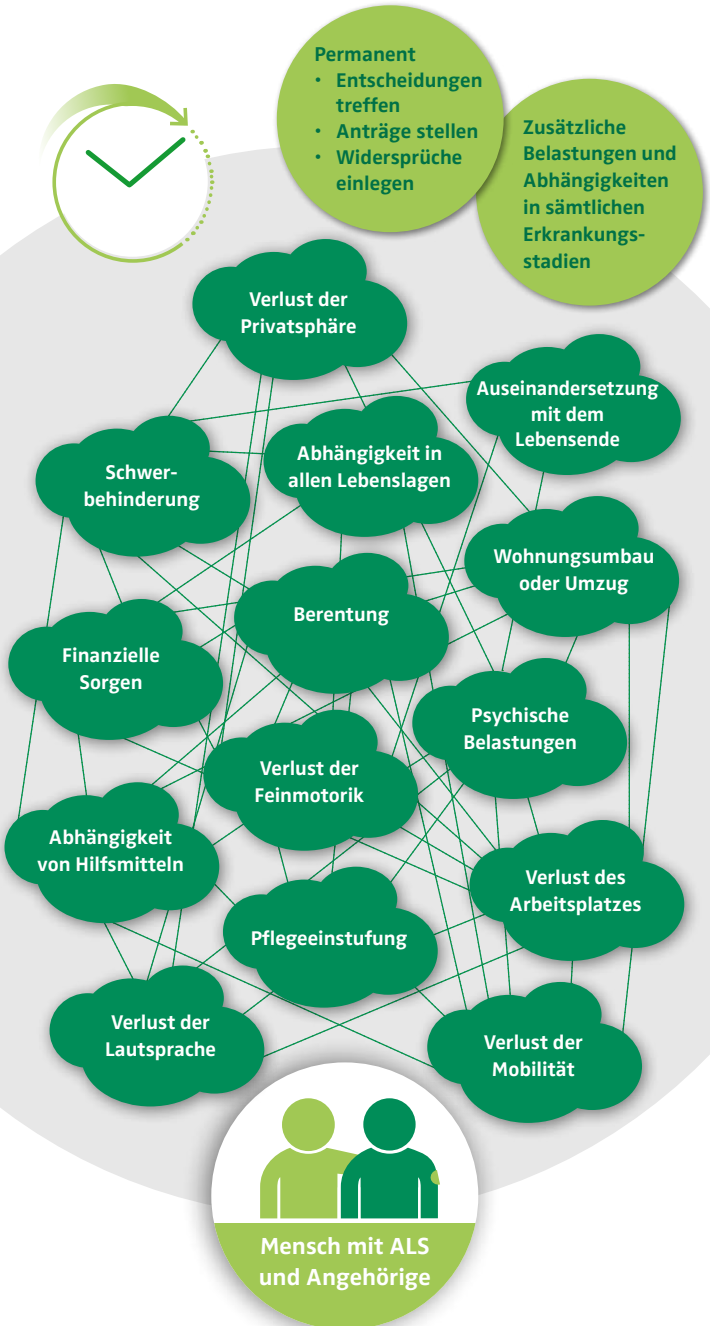 Permanent
• Entscheidungen
treffen
• Anträge stellen
• Widersprüche
einlegen
Zusätzliche
Belastungen und
Abhängigkeiten
in sämtlichen
Erkrankungs-
stadien
Verlust der
Privatsphäre
Auseinandersetzung
mit dem
Lebensende
Schwer-
behinderung
Abhängigkeit in
allen Lebenslagen
Wohnungsumbau
oder Umzug
Berentung
Finanzielle
Sorgen
Psychische
Belastungen
Verlust der
Feinmotorik
Abhängigkeit
von Hilfsmitteln
Verlust des
Arbeitsplatzes
Pflegeeinstufung
Verlust der
Lautsprache
Verlust der
Mobilität
Mensch mit ALS
und Angehörige